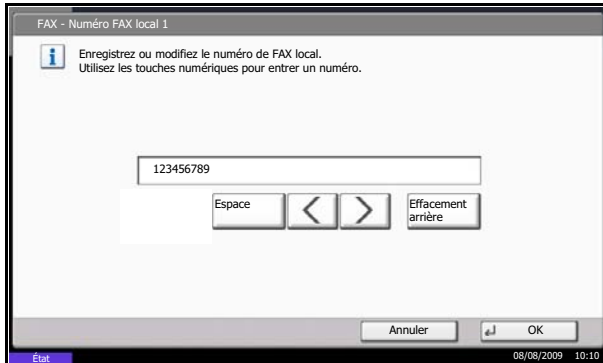 FAX - Numéro FAX local 1
Enregistrez ou modifiez le numéro de FAX local.
Utilisez les touches numériques pour entrer un numéro.
123456789
Espace
Effacement
arrière
Annuler
OK
État
08/08/2009 10:10